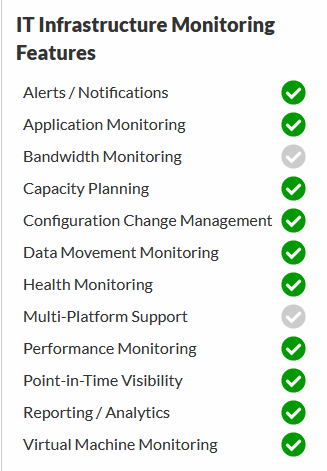 IT Infrastructure Monitoring
Features
Alerts / Notifications
Application Monitoring
Bandwidth Monitoring
Capacity Planning
Configuration Change Management
Data Movement Monitoring
Health Monitoring
Multi-Platform Support
Performance Monitoring
Point-in-Time Visibility
Reporting / Analytics
Virtual Machine Monitoring